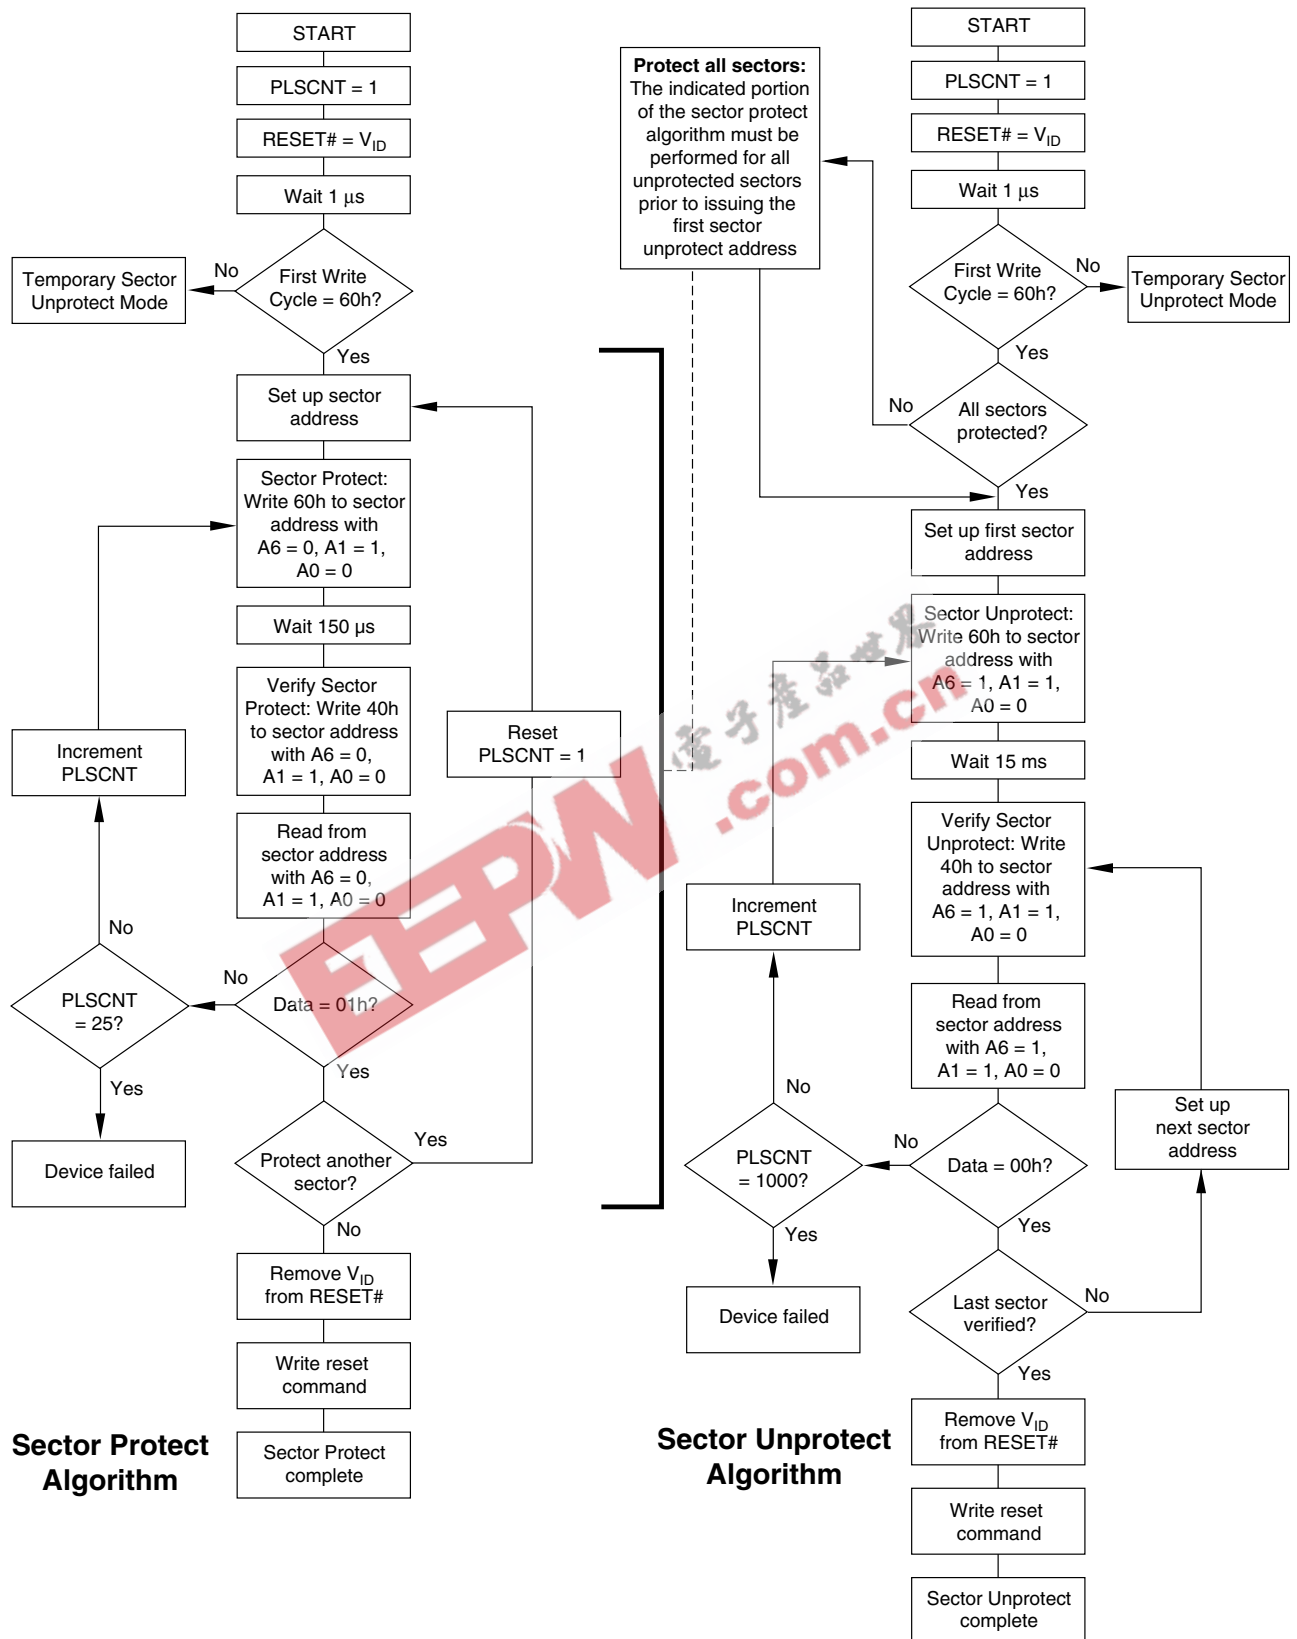 START
PLSCNT = 1
RESET# = VID
Wait 1 μs
First Write
Cycle = 60h?
No
Temporary Sector
Unprotect Mode
Yes
Set up sector
address
Sector Protect:
Write 60h to sector
address with
A6 = 0, A1 = 1,
A0 = 0
Wait 150 µs
Verify Sector
Protect: Write 40h
to sector address
with A6 = 0,
A1 = 1, A0 = 0
Reset
PLSCNT = 1
Increment
PLSCNT
Read from
sector address
with A6 = 0,
A1 = 1, A0 = 0
No
No
PLSCNT
= 25?
Data = 01h?
Yes
Yes
Device failed
Protect another
sector?
Yes
No
Remove VID
from RESET#
Write reset
command
Sector Protect
complete
Sector Protect
Algorithm
Protect all sectors:
The indicated portion
of the sector protect
algorithm must be
performed for all
unprotected sectors
prior to issuing the
first sector
unprotect address
START
PLSCNT = 1
RESET# = VID
Wait 1 μs
First Write
Cycle = 60h?
No
Temporary Sector
Unprotect Mode
Yes
No
All sectors
protected?
Yes
Set up first sector
address
Sector Unprotect:
Write 60h to sector
address with
A6 = 1, A1 = 1,
A0 = 0
Wait 15 ms
Verify Sector
Unprotect: Write
40h to sector
address with
A6 = 1, A1 = 1,
A0 = 0
Increment
PLSCNT
Read from
sector address
with A6 = 1,
A1 = 1, A0 = 0
No
Set up
next sector
address
No
PLSCNT
= 1000?
Data = 00h?
Yes
Yes
Device failed
Last sector
verified?
No
Yes
Remove VID
from RESET#
Write reset
command
Sector Unprotect
complete
Sector Unprotect
Algorithm
EEPW
電子產品世界
.com.cn